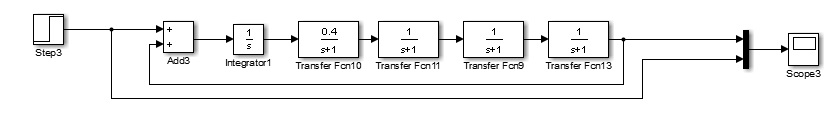 Step3
+
+
Add3
1
s
Integrator1
0.4
s+1
Transfer Fcn10
1
s+1
Transfer Fcn11
1
s+1
Transfer Fcn9
1
s+1
Transfer Fcn13
Scope3